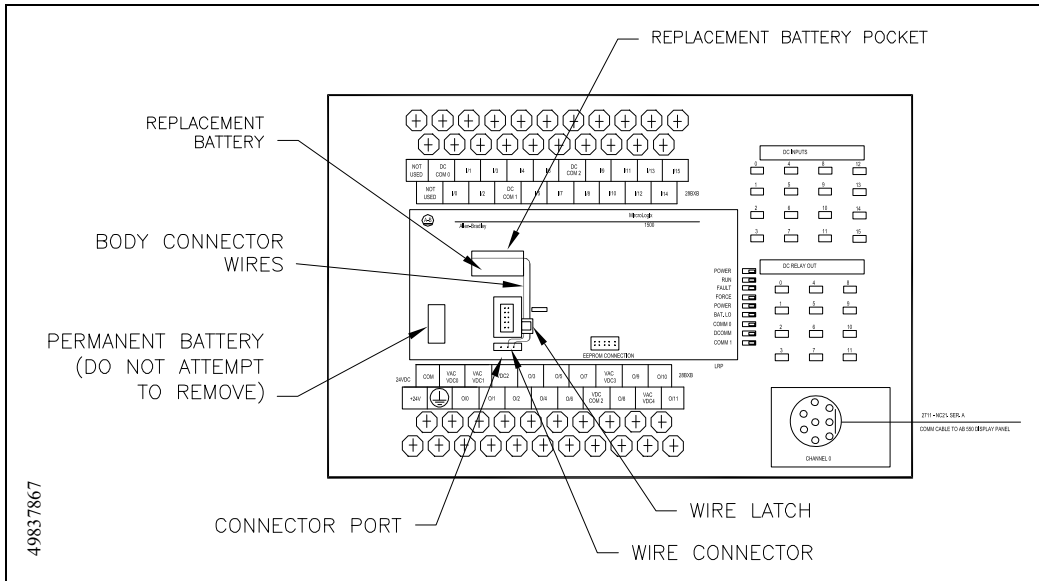 REPLACEMENT BATTERY POCKET
REPLACEMENT
BATTERY
BODY CONNECTOR
WIRES
PERMANENT BATTERY
(DO NOT ATTEMPT
TO REMOVE)
CONNECTOR PORT
WIRE LATCH
WIRE CONNECTOR
49837867
NOT USED DC COM 0 I/1 I/3 I/4 DC COM 2 I/9 I/11 I/13 I/15
NOT USED I/0 I/2 DC COM 1 I/7 I/8 I/10 I/12 I/14 28BXB
A-B
Allen-Bradley
MicroLogix
1500
POWER
RUN
FAULT
FORCE
POWER
BAT. LO
COMM 0
DCOMM
COMM 1
EEPROM CONNECTION
LRP
24VDC COM VAC VDC0 VAC VDC1 VDC2 O/3 O/5 O/7 VAC VDC3 O/9 O/10 28BXB
+24V O/0 O/1 O/2 O/4 O/6 VDC COM 2 O/8 VAC VDC4 O/11
DC INPUTS
0 4 8 12
1 5 9 13
2 6 10 14
3 7 11 15
DC RELAY OUT
0 4 8
1 5 9
2 6 10
3 7 11
CHANNEL 0
2711 - NC21, SER. A
COMM CABLE TO AB 550 DISPLAY PANEL